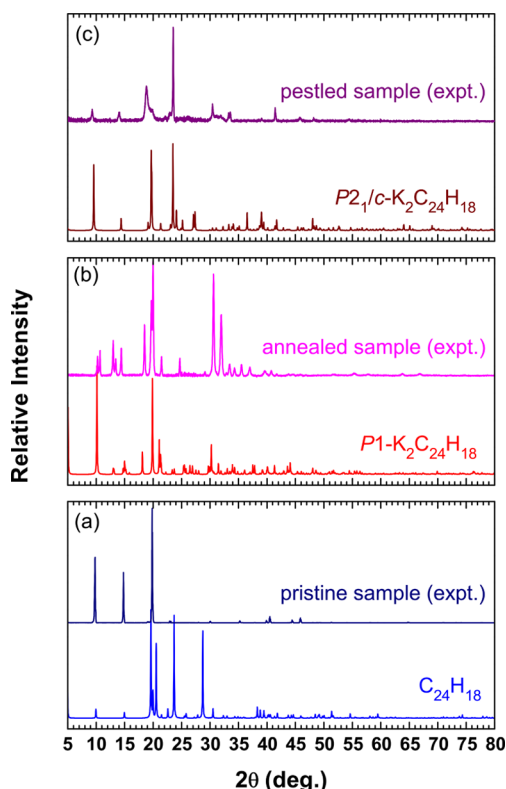 (c)
pestled sample (expt.)
P2₁/c-K₂C₂₄H₁₈
(b)
annealed sample (expt.)
P1-K₂C₂₄H₁₈
(a)
pristine sample (expt.)
C₂₄H₁₈
Relative Intensity
5 10 15 20 25 30 35 40 45 50 55 60 65 70 75 80
2θ (deg.)